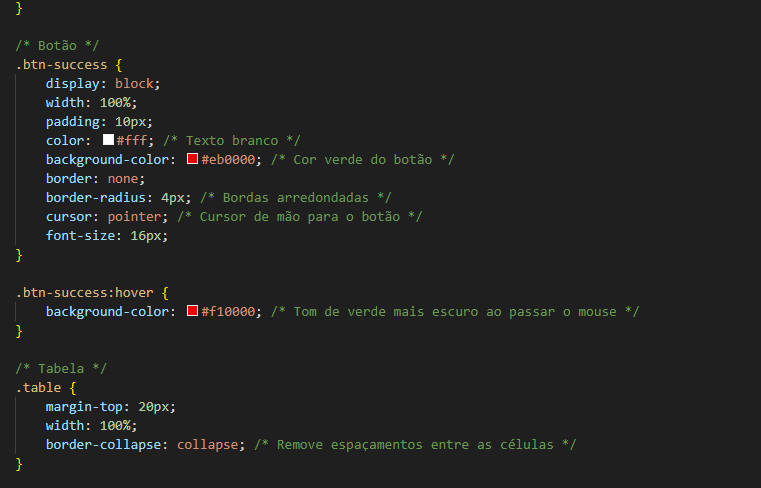 }
/* Botão */
.btn-success {
display: block;
width: 100%;
padding: 10px;
color: #fff; /* Texto branco */
background-color: #eb0000; /* Cor verde do botão */
border: none;
border-radius: 4px; /* Bordas arredondadas */
cursor: pointer; /* Cursor de mão para o botão */
font-size: 16px;
}
.btn-success:hover {
background-color: #f10000; /* Tom de verde mais escuro ao passar o mouse */
}
/* Tabela */
.table {
margin-top: 20px;
width: 100%;
border-collapse: collapse; /* Remove espaçamentos entre as células */
}